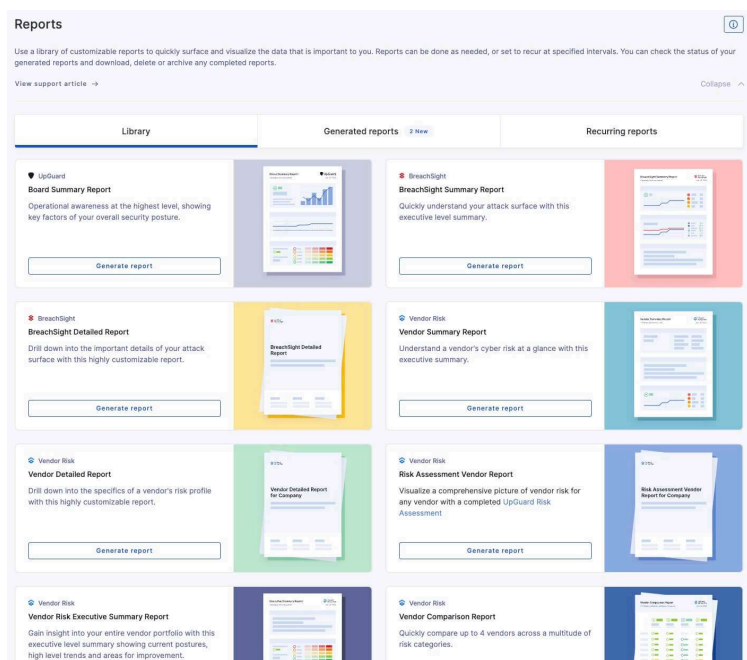 Reports
Use a library of customizable reports to quickly surface and visualize the data that is important to you. Reports can be done as needed, or set to recur at specified intervals. You can check the status of your
generated reports and download, delete or archive any completed reports.
View support article →
Collapse
Library
Generated reports 2 New
Recurring reports
UpGuard
Board Summary Report
Operational awareness at the highest level, showing
key factors of your overall security posture.
Generate report
UpGuard
BreachSight
BreachSight Summary Report
Quickly understand your attack surface with this
executive level summary.
Generate report
BreachSight Summary Report
BreachSight
BreachSight Detailed Report
Drill down into the important details of your attack
surface with this highly customizable report.
Generate report
BreachSight Detailed
Report
Vendor Risk
Vendor Summary Report
Understand a vendor's cyber risk at a glance with this
executive summary.
Generate report
Vendor Summary Report
Vendor Risk
Vendor Detailed Report
Drill down into the specifics of a vendor's risk profile
with this highly customizable report.
Generate report
Vendor Detailed Report
for Company
Vendor Risk
Risk Assessment Vendor Report
Visualize a comprehensive picture of vendor risk for
any vendor with a completed UpGuard Risk
Assessment
Generate report
Risk Assessment Vendor
Report for Company
Vendor Risk
Vendor Risk Executive Summary Report
Gain insight into your entire vendor portfolio with this
executive level summary showing current postures,
high level trends and areas for improvement.
Vendor Risk
Vendor Comparison Report
Quickly compare up to 4 vendors across a multitude of
risk categories.
Vendor Comparison Report